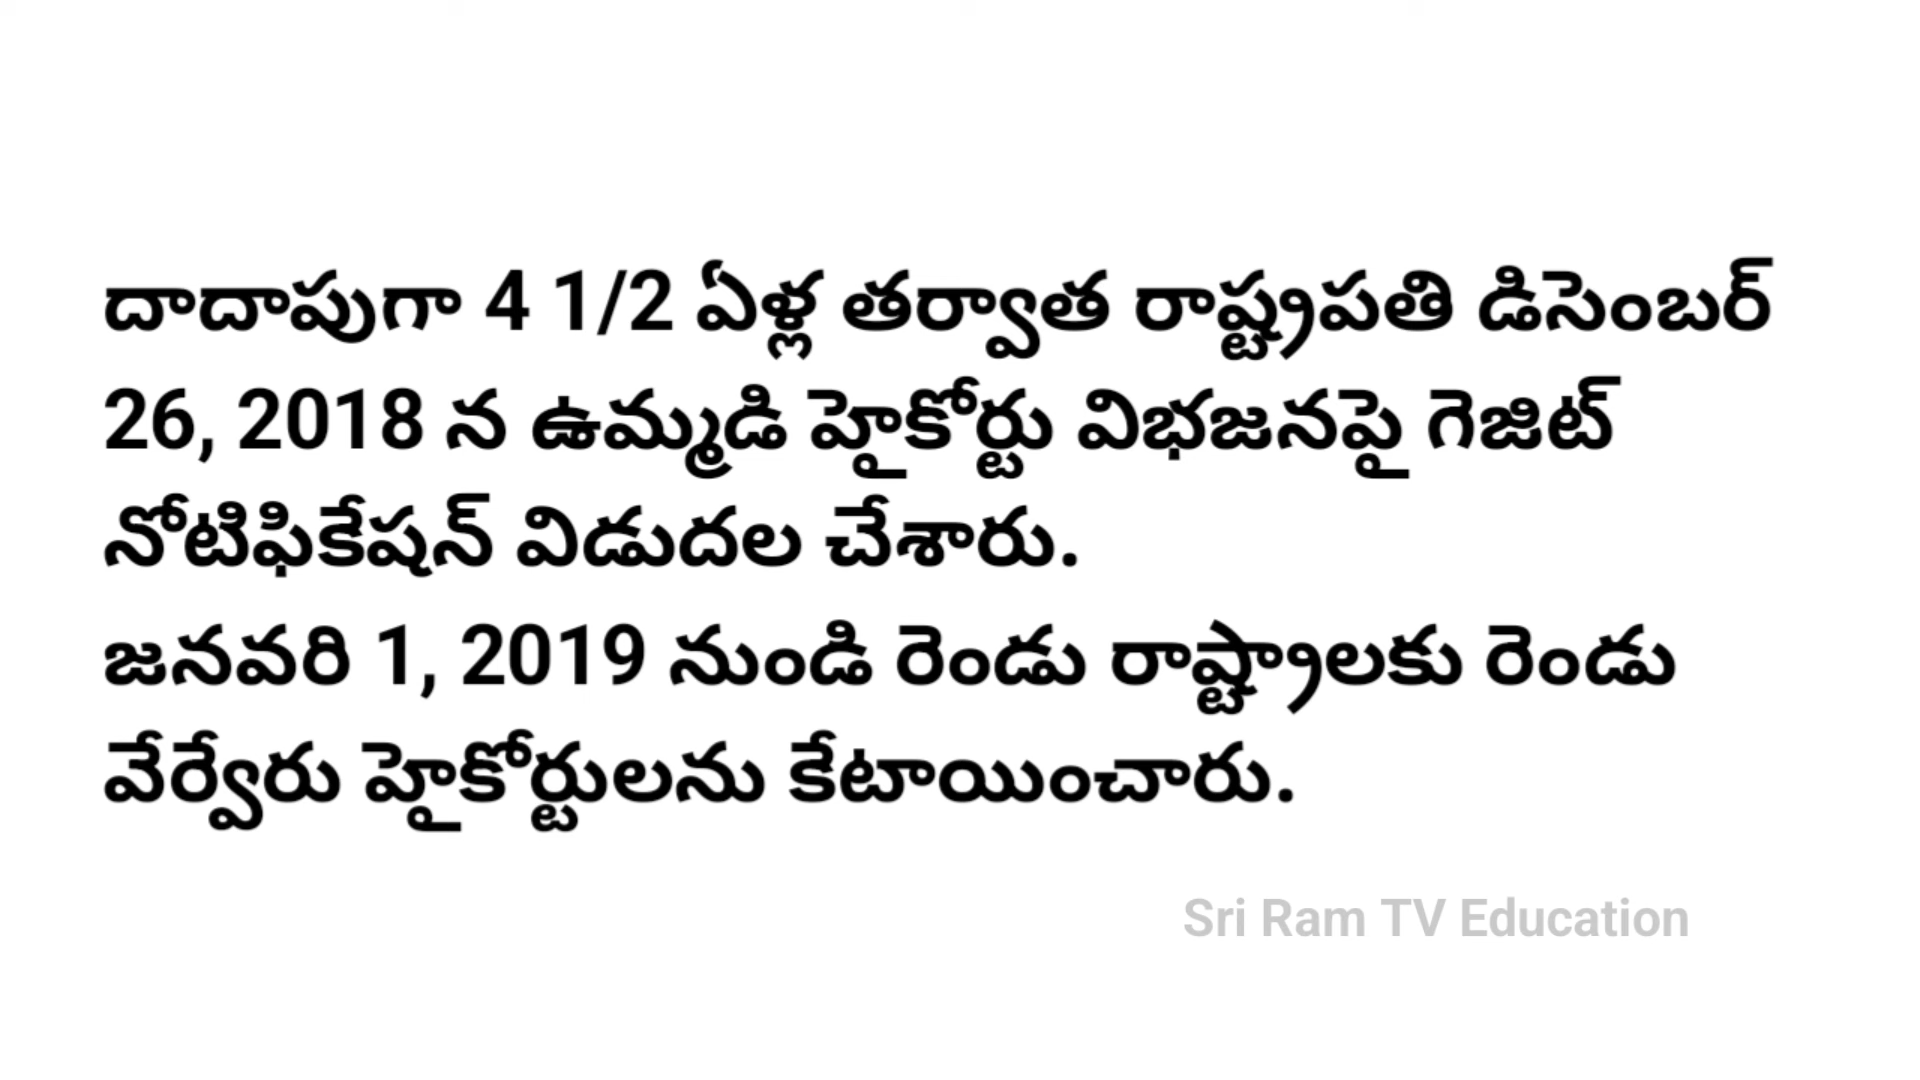 దాదాపుగా 4 1/2 ఏళ్ల తర్వాత రాష్ట్రపతి డిసెంబర్
26, 2018 న ఉమ్మడి హైకోర్టు విభజనపై గెజిట్
నోటిఫికేషన్ విడుదల చేశారు.
జనవరి 1, 2019 నుండి రెండు రాష్ట్రాలకు రెండు
వేర్వేరు హైకోర్టులను కేటాయించారు.
Sri Ram TV Education